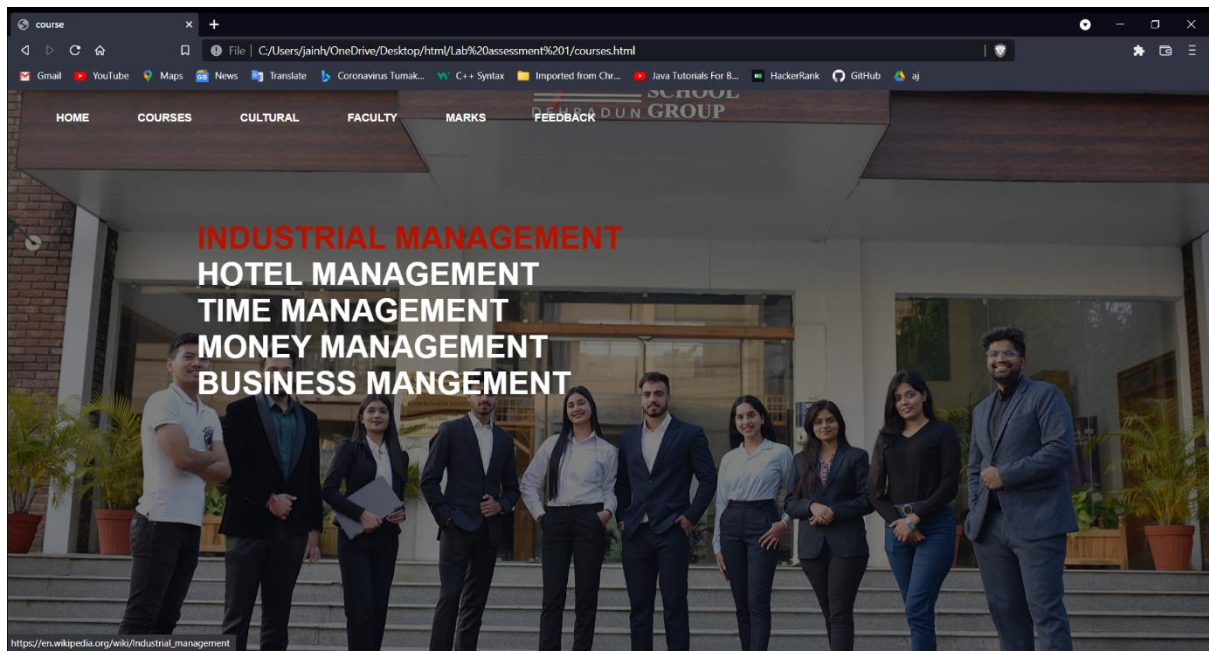 course
File | C:/Users/jainh/OneDrive/Desktop/html/Lab%20assessment%201/courses.html
Gmail YouTube Maps News Translate Coronavirus Tumak... C++ Syntax Imported from Chr... Java Tutorials For B... HackerRank GitHub aj
SCHOOL
DEHRADUN GROUP
HOME COURSES CULTURAL FACULTY MARKS FEEDBACK
INDUSTRIAL MANAGEMENT
HOTEL MANAGEMENT
TIME MANAGEMENT
MONEY MANAGEMENT
BUSINESS MANGEMENT
https://en.wikipedia.org/wiki/Industrial_management